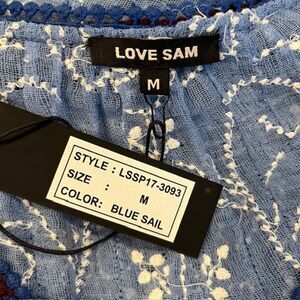 LOVE SAM
M
STYLE : LSSP17-3093
SIZE : M
COLOR: BLUE SAIL